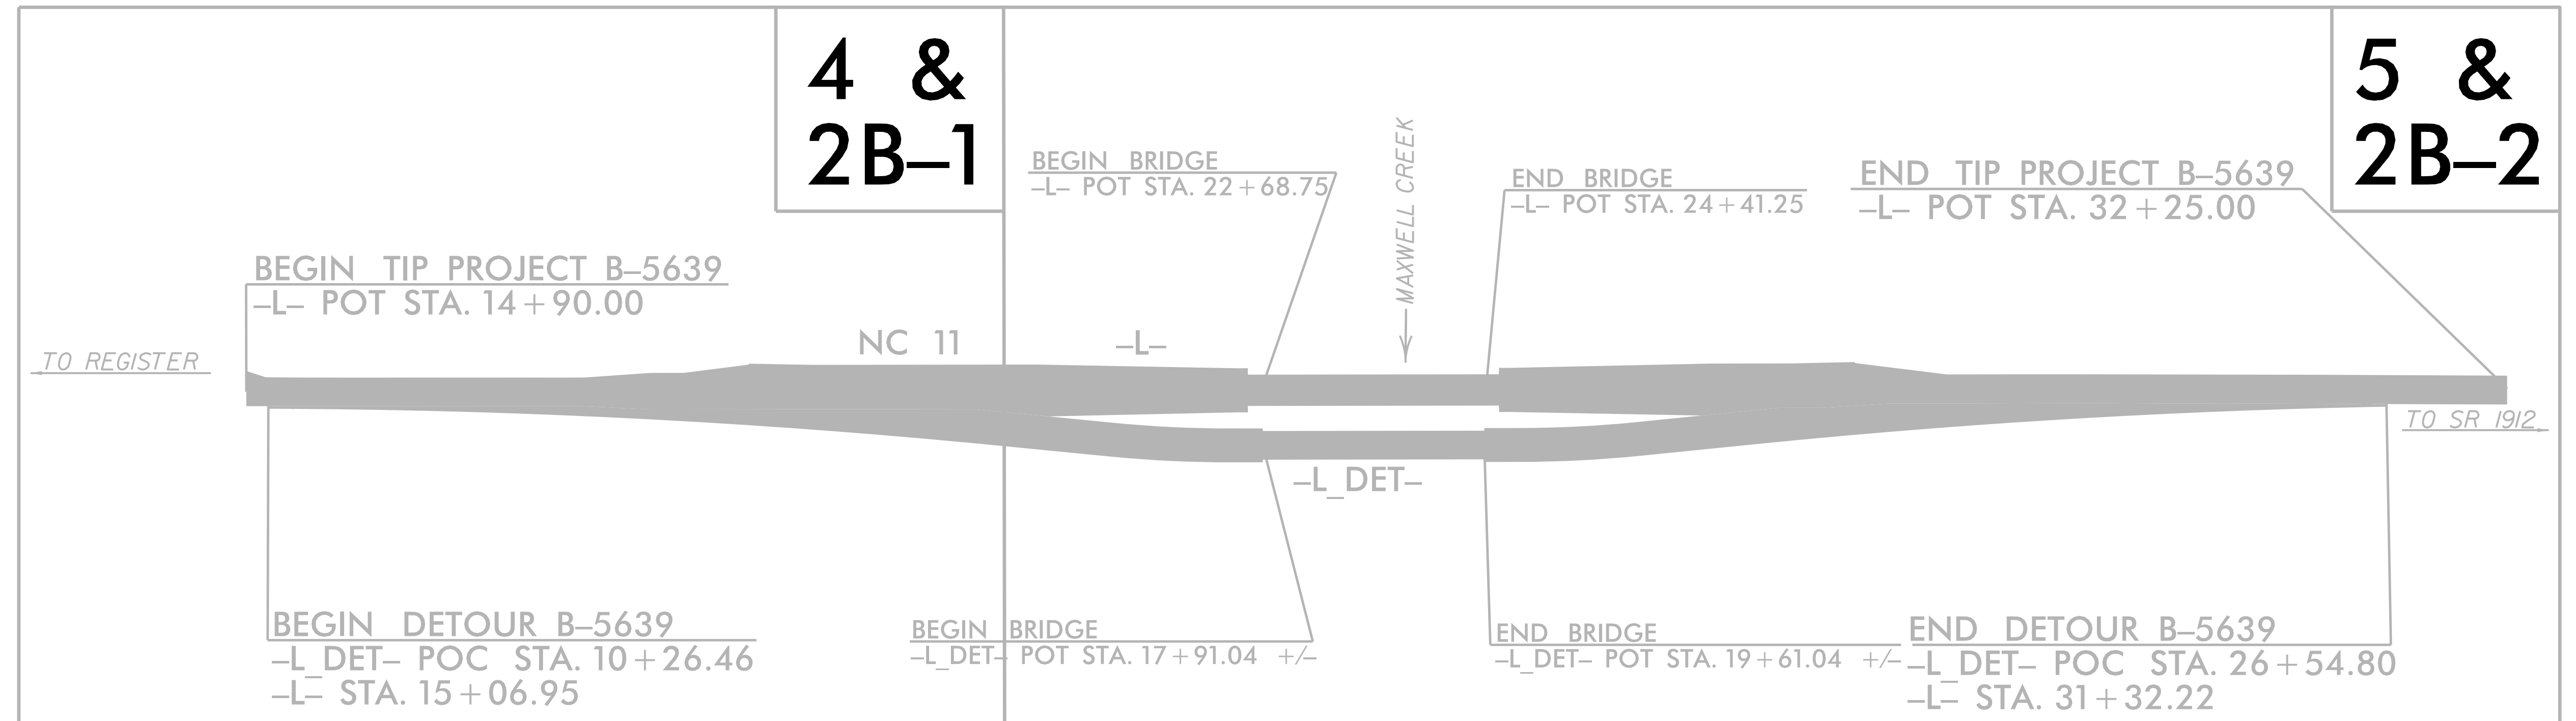 4 &
2B–1
5 &
2B–2
BEGIN BRIDGE
–L– POT STA. 22+68.75
MAXWELL CREEK
END BRIDGE
–L– POT STA. 24+41.25
END TIP PROJECT B–5639
–L– POT STA. 32+25.00
BEGIN TIP PROJECT B–5639
–L– POT STA. 14+90.00
NC 11
–L–
TO REGISTER
TO SR 1912
–L_DET–
BEGIN DETOUR B–5639
–L_DET– POC STA. 10+26.46
–L– STA. 15+06.95
BEGIN BRIDGE
–L_DET– POT STA. 17+91.04 +/–
END BRIDGE
–L_DET– POT STA. 19+61.04 +/–
END DETOUR B–5639
–L_DET– POC STA. 26+54.80
–L– STA. 31+32.22